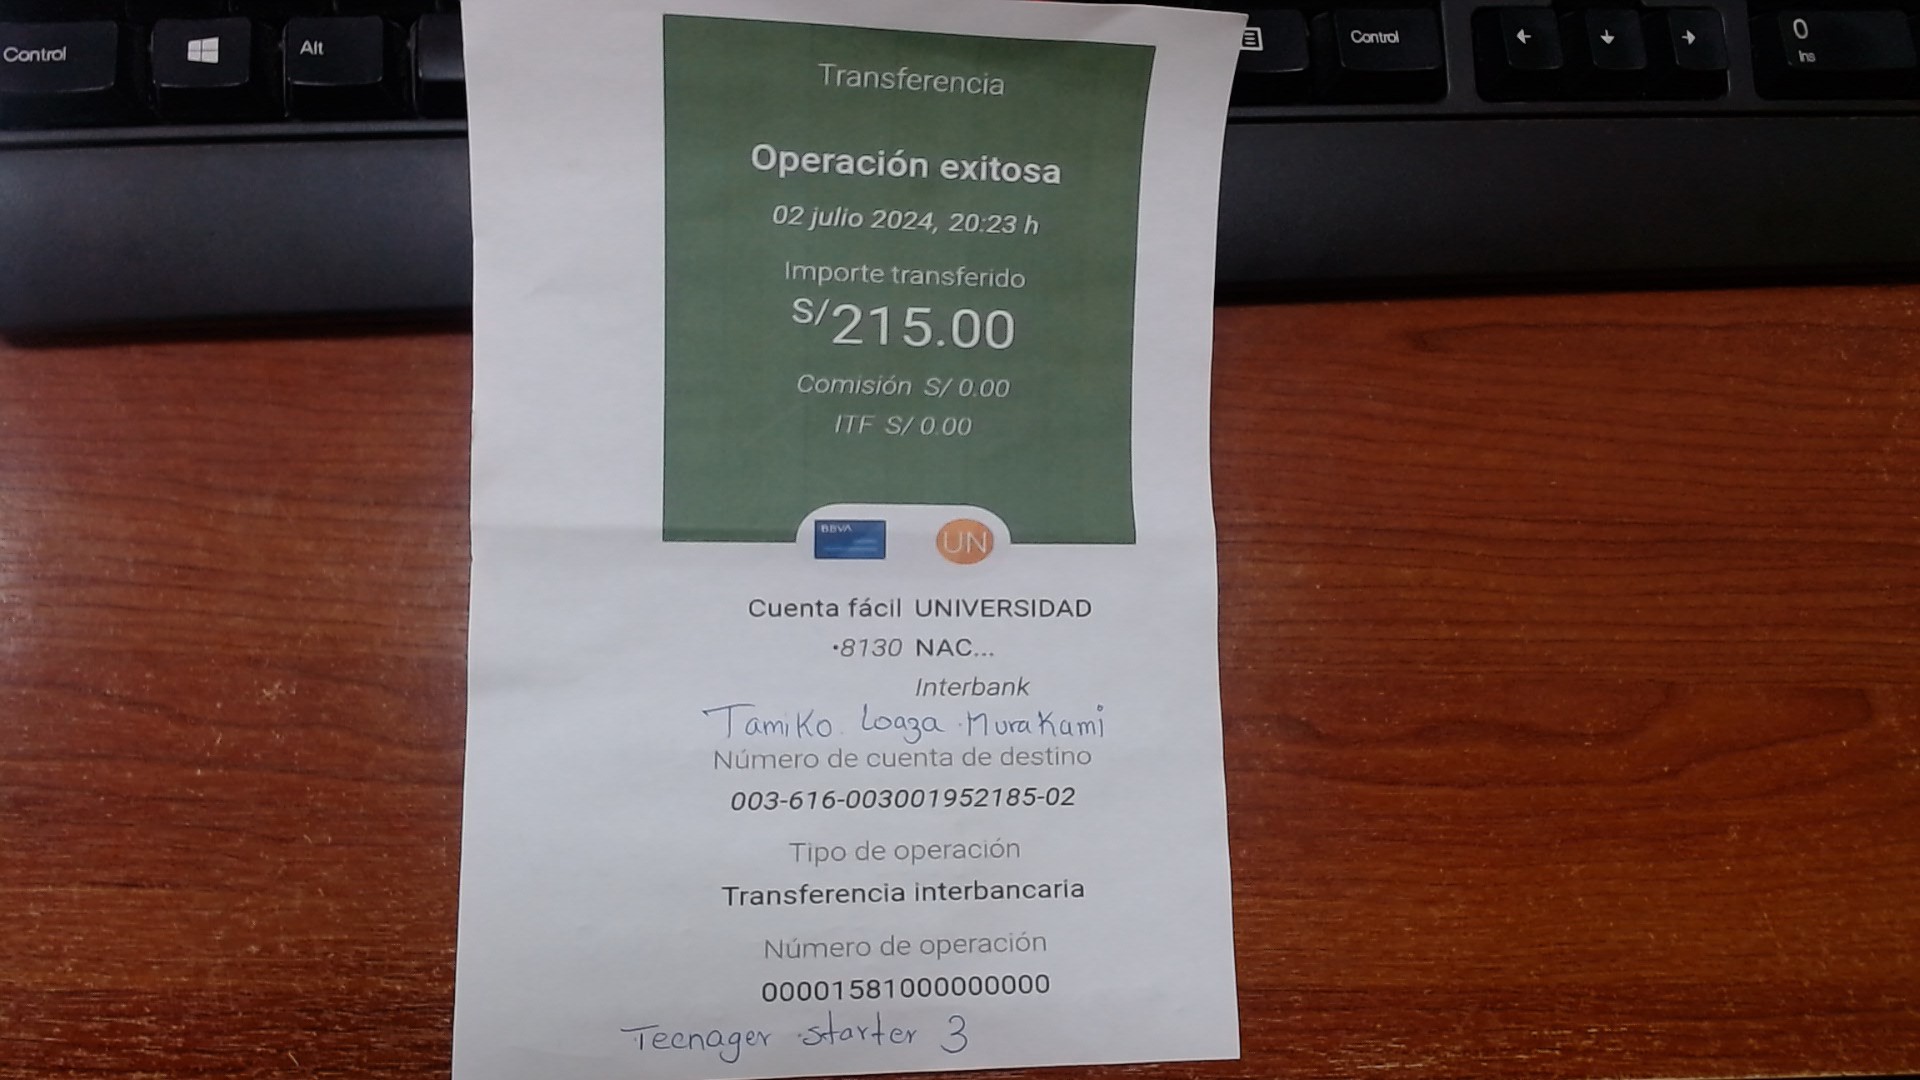 Control
Alt
Control
0
Ins
Transferencia
Operación exitosa
02 julio 2024, 20:23 h
Importe transferido
S/215.00
Comisión S/ 0.00
ITF S/ 0.00
BBVA
UN
Cuenta fácil UNIVERSIDAD
•8130 NAC...
Interbank
Tamiko Loaza Murakami
Número de cuenta de destino
003-616-003001952185-02
Tipo de operación
Transferencia interbancaria
Número de operación
00001581000000000
Teenager starter 3